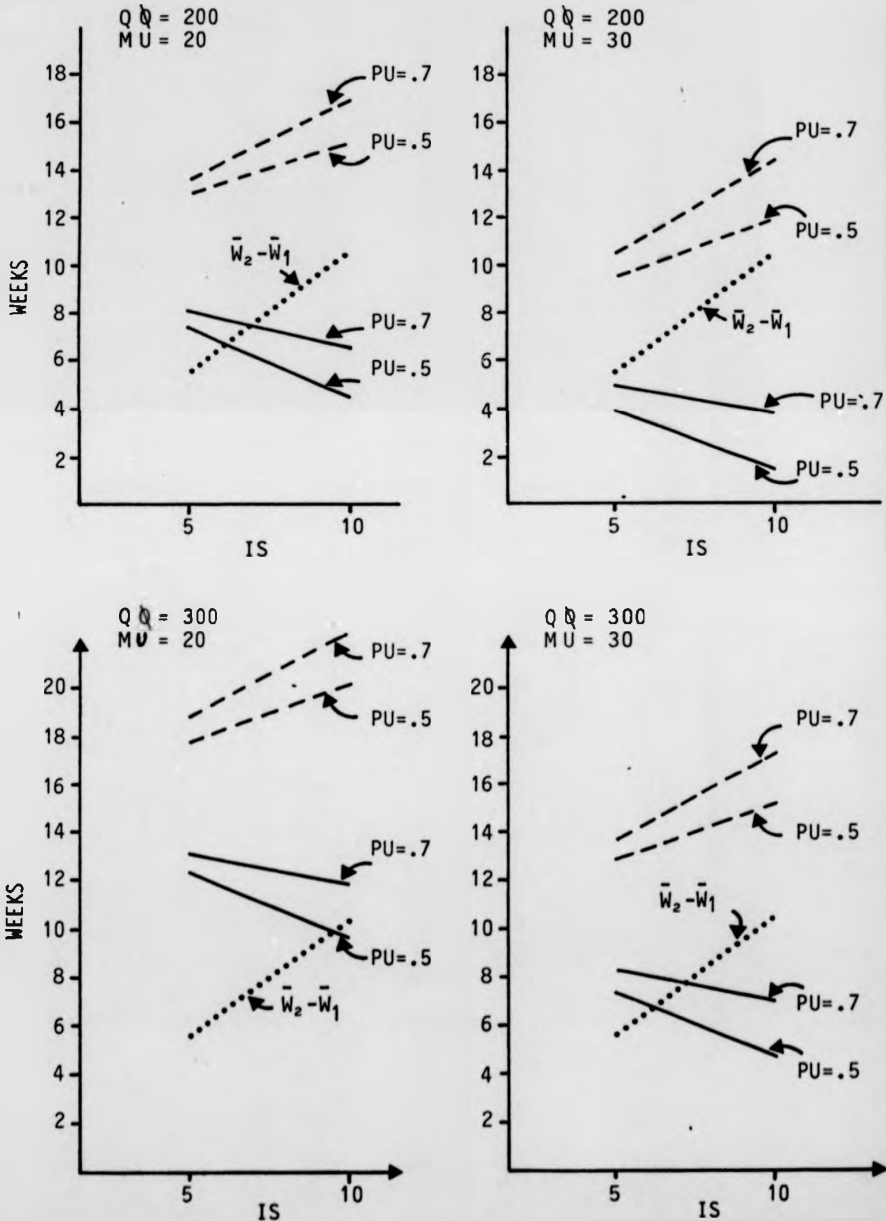 QØ = 200
MU = 20
18
16
14
12
10
8
6
4
2
WEEKS
PU=.7
PU=.5
W̄₂-W̄₁
PU=.7
PU=.5
5
10
IS
QØ = 200
MU = 30
18
16
14
12
10
8
6
4
2
PU=.7
PU=.5
W̄₂-W̄₁
PU=.7
PU=.5
5
10
IS
QØ = 300
MU = 20
20
18
16
14
12
10
8
6
4
2
WEEKS
PU=.7
PU=.5
PU=.7
PU=.5
W̄₂-W̄₁
5
10
IS
QØ = 300
MU = 30
20
18
16
14
12
10
8
6
4
2
PU=.7
PU=.5
W̄₂-W̄₁
PU=.7
PU=.5
5
10
IS